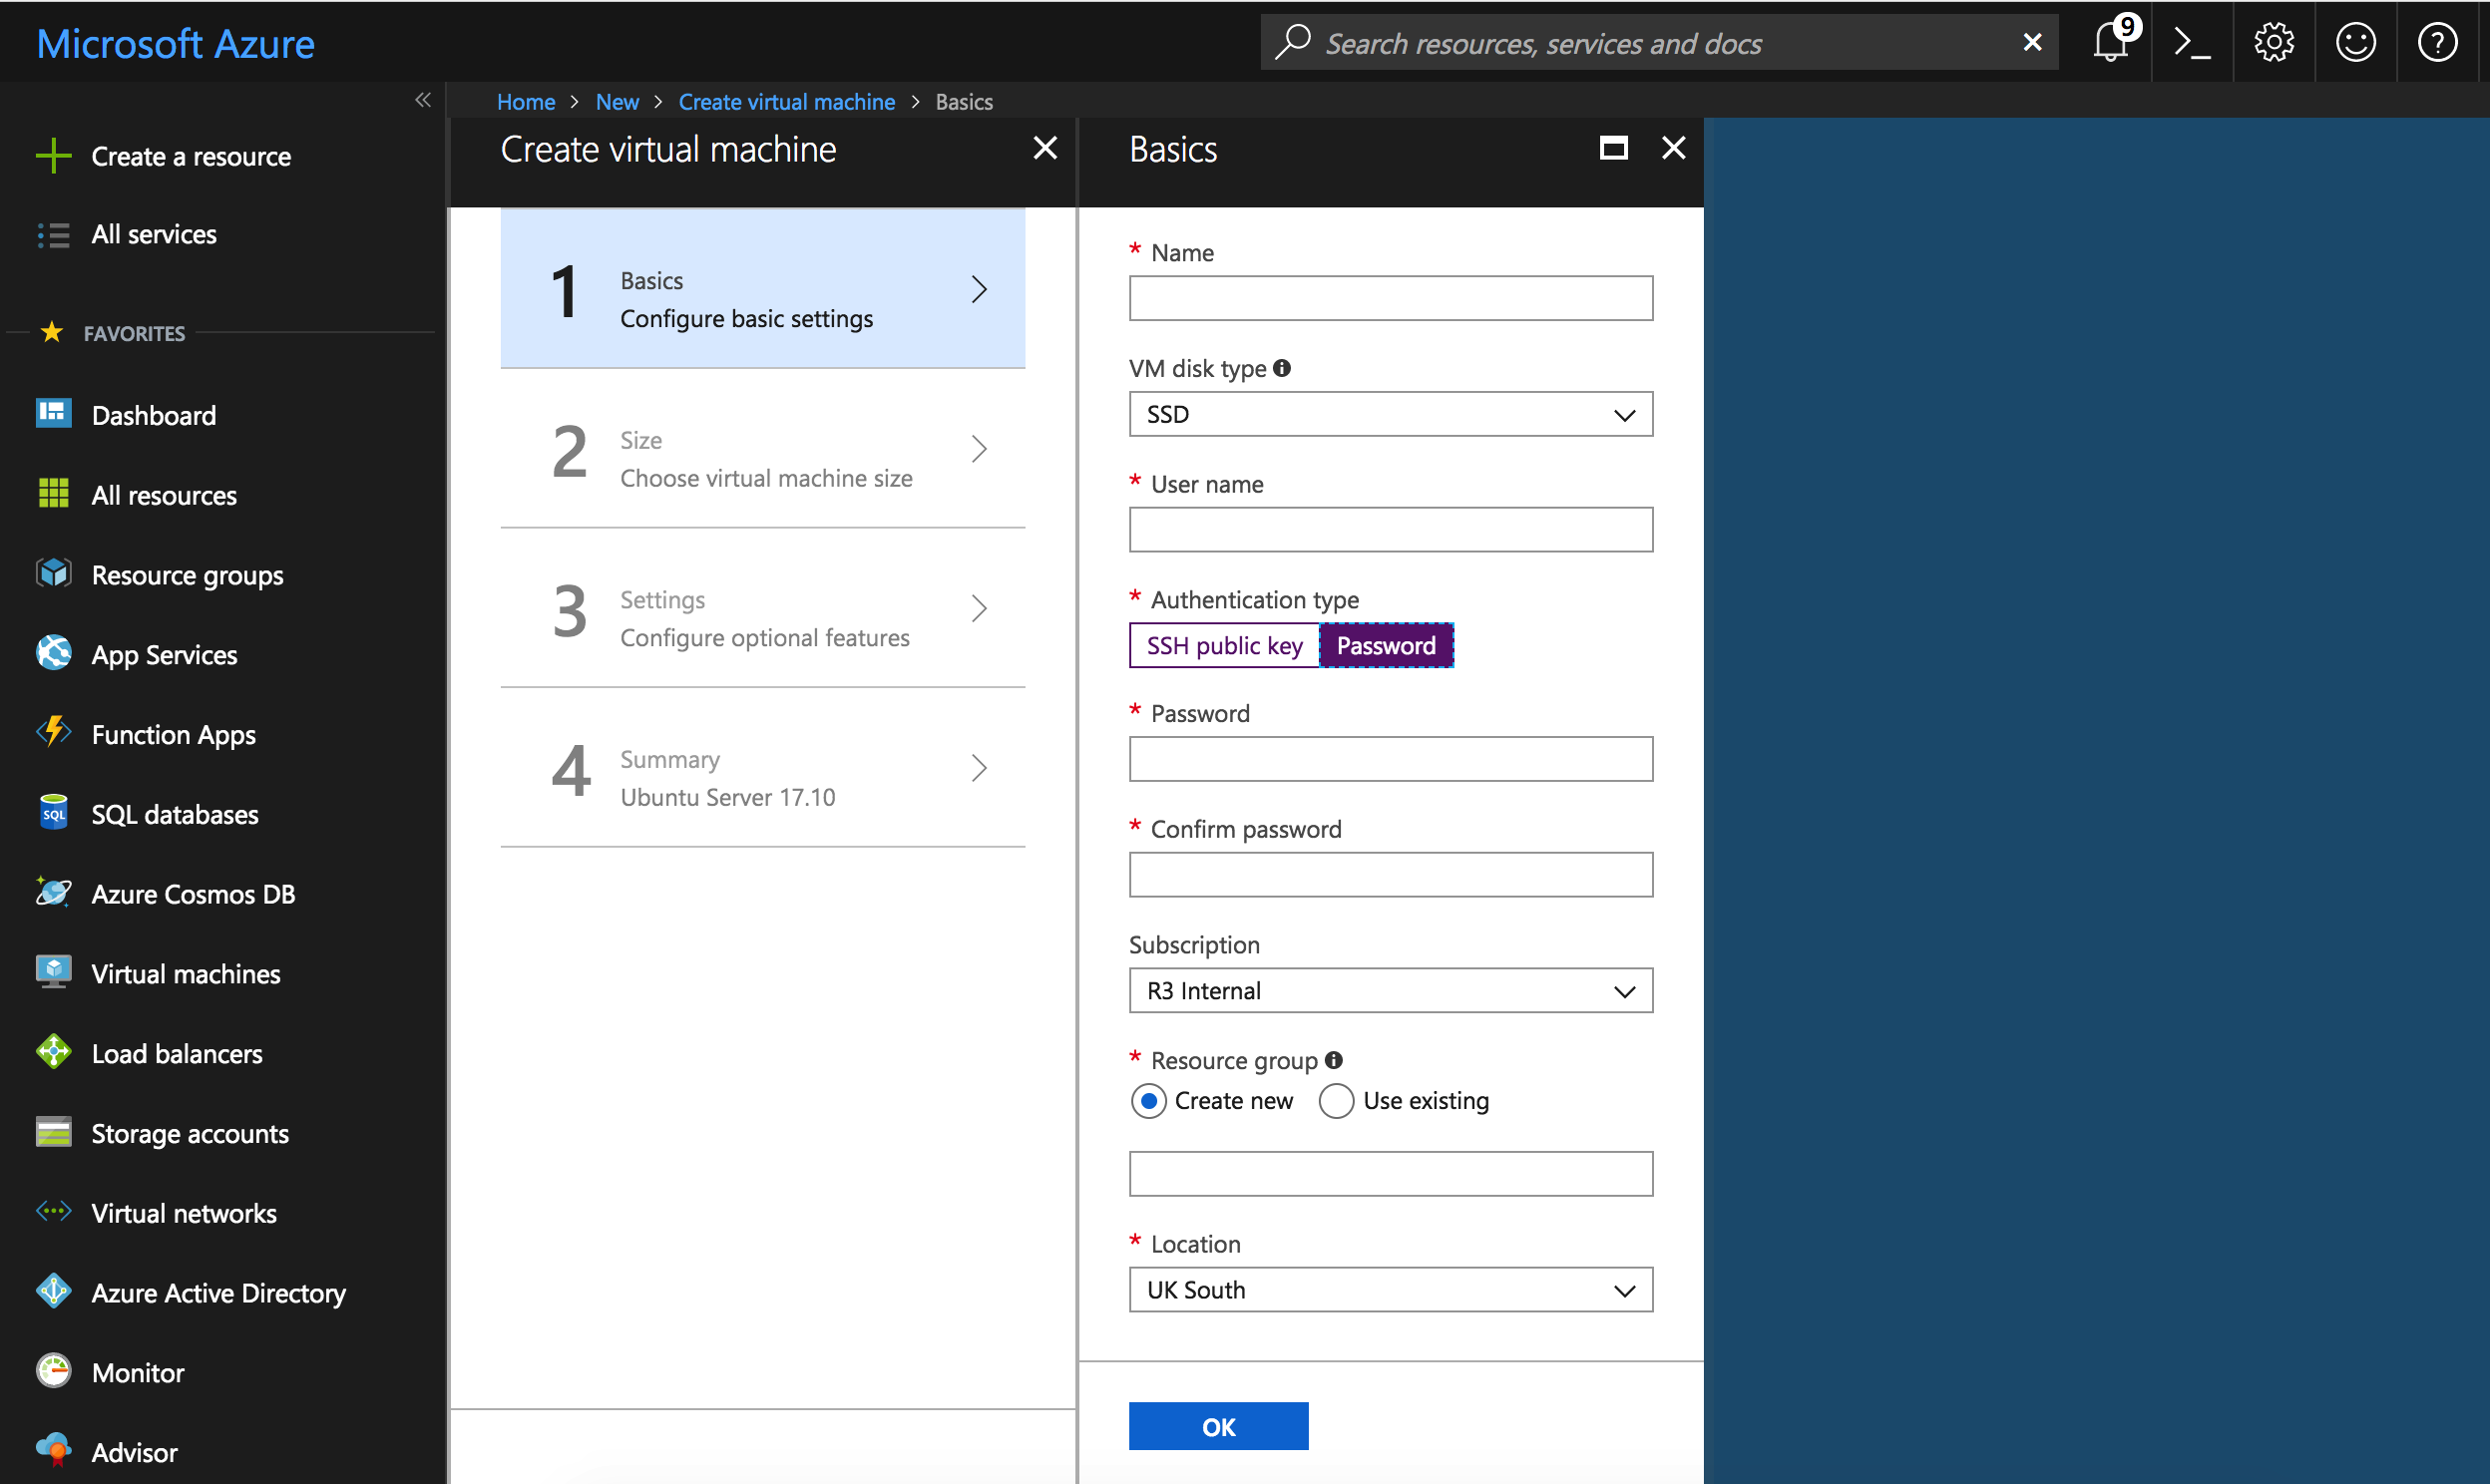 Microsoft Azure
Search resources, services and docs
9
Home > New > Create virtual machine > Basics
Create a resource
All services
FAVORITES
Dashboard
All resources
Resource groups
App Services
Function Apps
SQL
SQL databases
Azure Cosmos DB
Virtual machines
Load balancers
Storage accounts
Virtual networks
Azure Active Directory
Monitor
Advisor
Create virtual machine
1
Basics
Configure basic settings
2
Size
Choose virtual machine size
3
Settings
Configure optional features
4
Summary
Ubuntu Server 17.10
Basics
* Name
VM disk type
SSD
* User name
* Authentication type
SSH public key Password
* Password
* Confirm password
Subscription
R3 Internal
* Resource group
Create new Use existing
* Location
UK South
OK